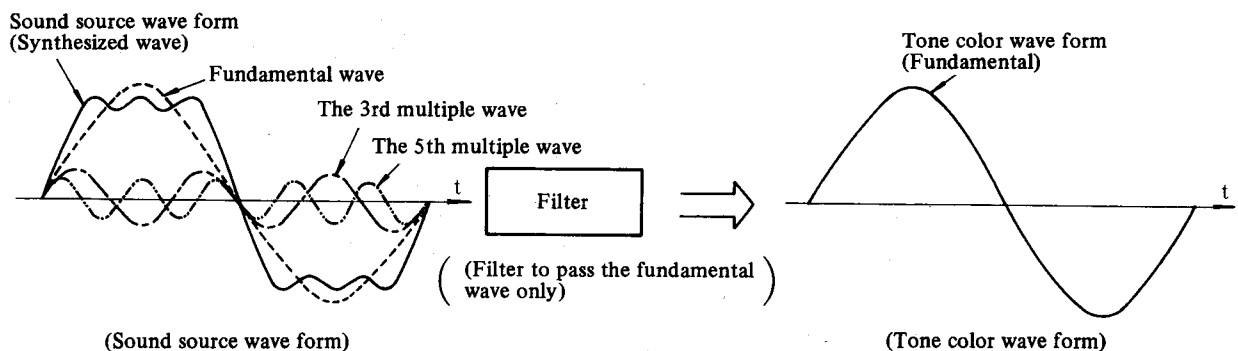 Sound source wave form
(Synthesized wave)
Fundamental wave
The 3rd multiple wave
The 5th multiple wave
t
Filter
(Filter to pass the fundamental
wave only)
(Sound source wave form)
Tone color wave form
(Fundamental)
t
(Tone color wave form)